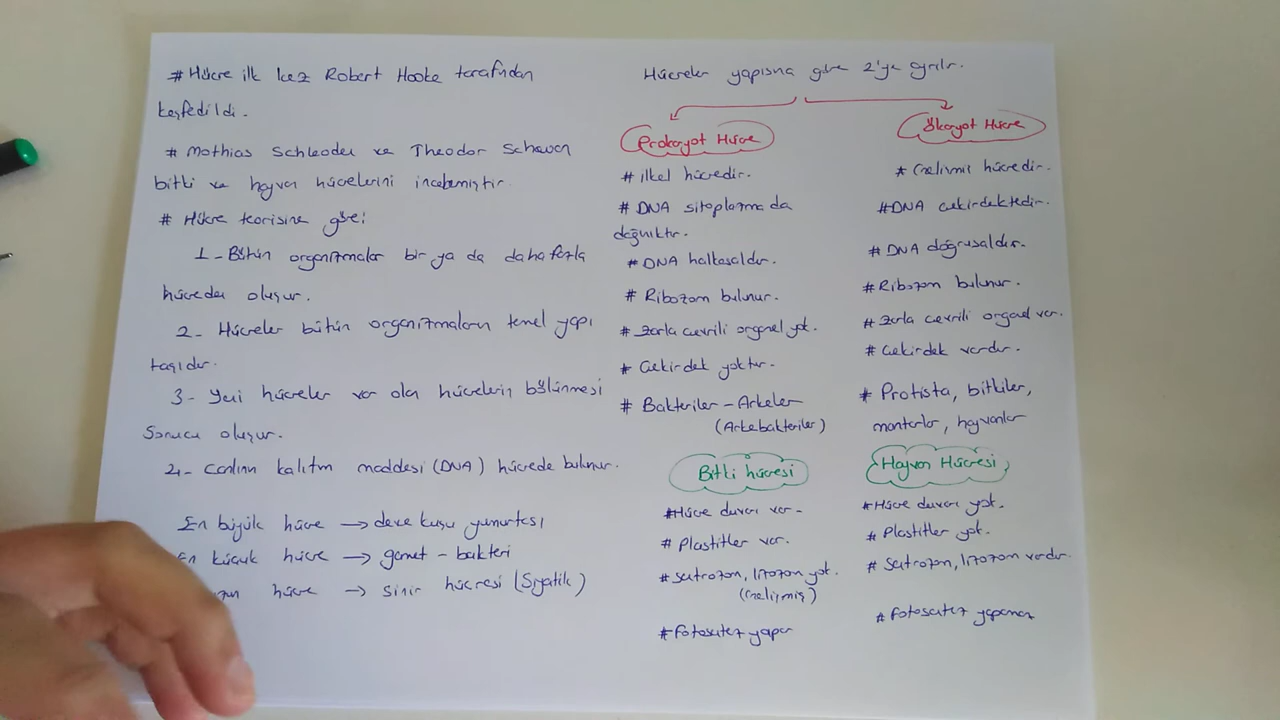 # Hücre ilk kez Robert Hooke tarafından
keşfedildi.
# Mathias Schleoden ve Theodor Schwan
bitki ve hayvan hücrelerini incelemiştir.
# Hücre teorisine göre;
1- Bütün organizmalar bir ya da daha fazla
hücreden oluşur.
2- Hücreler bütün organizmaların temel yapı
taşıdır.
3- Yeni hücreler var olan hücrelerin bölünmesi
sonucu oluşur.
4- Canlının kalıtım maddesi (DNA) hücrede bulunur.
En büyük hücre → deve kuşu yumurtası
En küçük hücre → gamet - bakteri
hücre → sinir hücresi (Siyatik)
Hücreler yapısına göre 2'ye ayrılır.
Prokaryot Hücre
# ilkel hücredir.
# DNA sitoplazma da
dağınıktır.
# DNA halkasaldır.
# Ribozom bulunur.
# Zarla çevrili organel yok.
# Çekirdek yoktur.
# Bakteriler - Arkeler
(Arkebakteriler)
Ökaryot Hücre
* Gelişmiş hücredir.
# DNA çekirdektedir.
# DNA doğrusaldır.
# Ribozom bulunur.
# Zarla çevrili organel var.
# Çekirdek vardır.
* Protista, bitkiler,
mantarlar, hayvanlar
Bitki hücresi
# Hücre duvarı var.
# Plastitler var.
# Sentrozom, lizozom yok.
(Gelişmiş)
# Fotosentez yapar
Hayvan Hücresi
# Hücre duvarı yok.
# Plastitler yok.
# Sentrozom, lizozom vardır.
# Fotosentez yapamaz